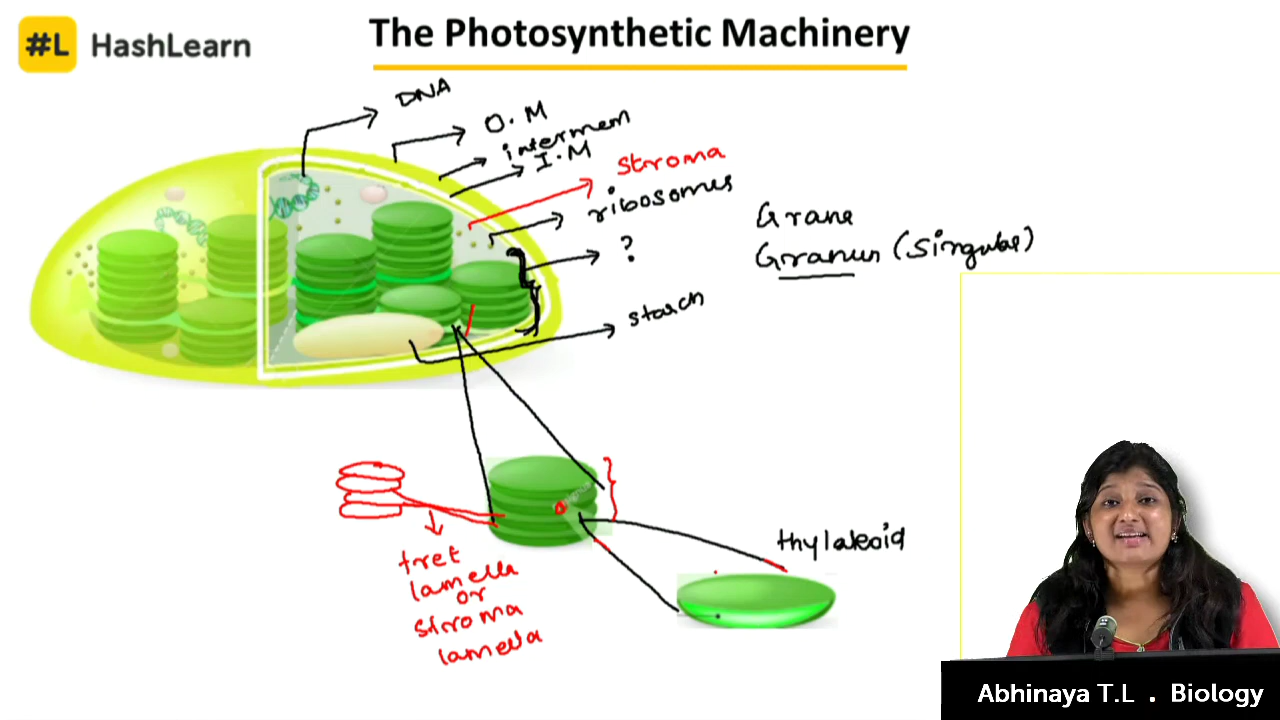 #L HashLearn
The Photosynthetic Machinery
DNA
O.M
intermem
I.M
stroma
ribosomes
?
starch
Grana
Granum (singular)
thylakoid
fret
lamella
or
stroma
lamella
Abhinaya T.L . Biology